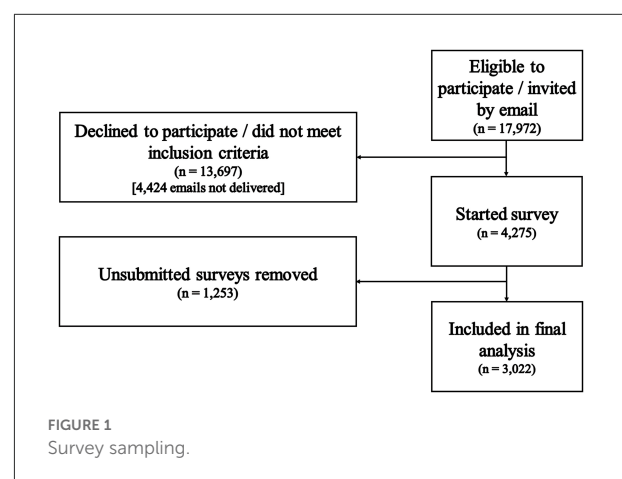 Eligible to
participate / invited
by email
(n = 17,972)
Declined to participate / did not meet
inclusion criteria
(n = 13,697)
[4,424 emails not delivered]
Started survey
(n = 4,275)
Unsubmitted surveys removed
(n = 1,253)
Included in final
analysis
(n = 3,022)
FIGURE 1
Survey sampling.